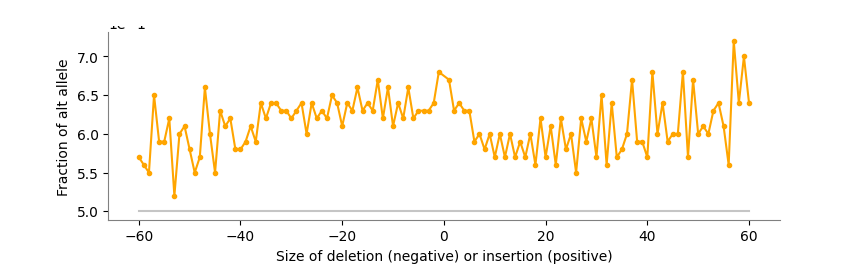 7.0
6.5
6.0
5.5
5.0
Fraction of alt allele
−60 −40 −20 0 20 40 60
Size of deletion (negative) or insertion (positive)